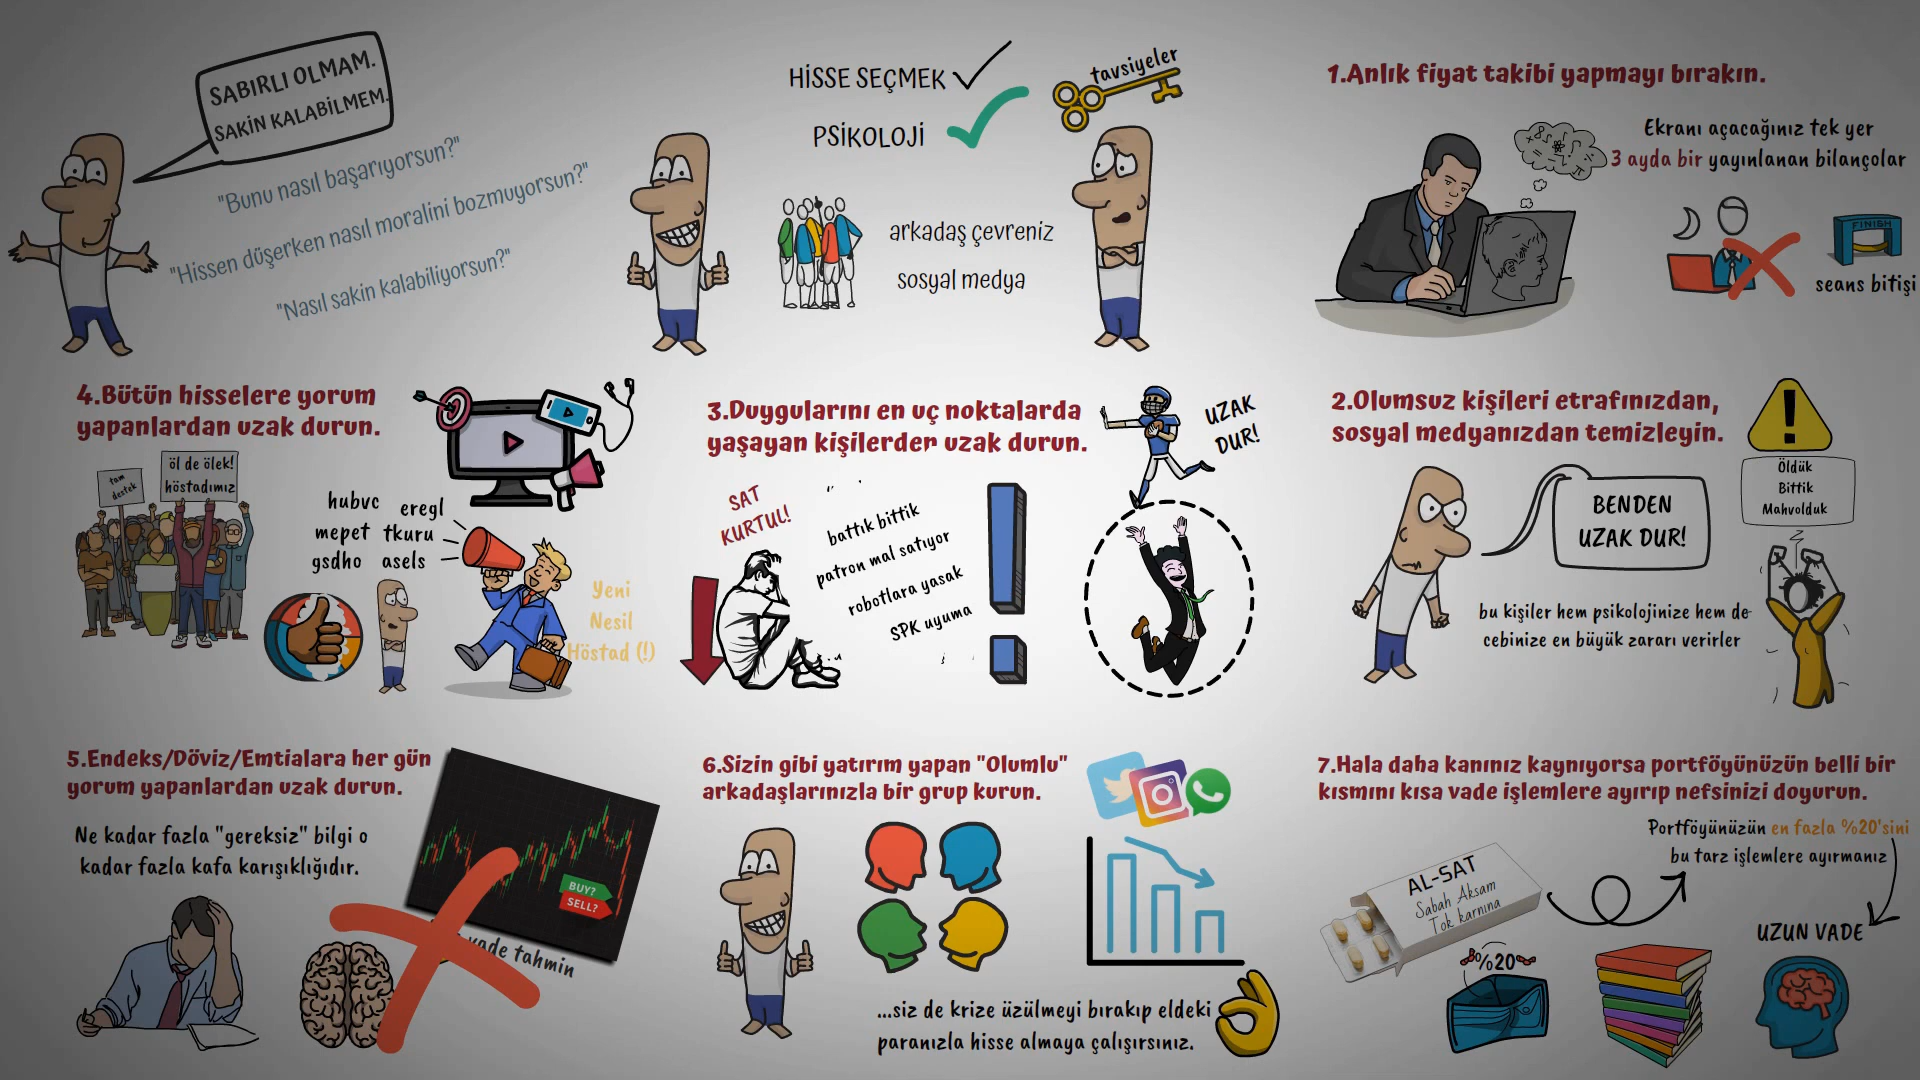 SABIRLI OLMAM.
SAKİN KALABİLMEM.
"Bunu nasıl başarıyorsun?"
"Hissen düşerken nasıl moralini bozmuyorsun?"
"Nasıl sakin kalabiliyorsun?"
HİSSE SEÇMEK
PSİKOLOJİ
tavsiyeler
arkadaş çevreniz
sosyal medya
1.Anlık fiyat takibi yapmayı bırakın.
Ekranı açacağınız tek yer
3 ayda bir yayınlanan bilançolar
FINISH
seans bitişi
2.Olumsuz kişileri etrafınızdan,
sosyal medyanızdan temizleyin.
BENDEN
UZAK DUR!
Öldük
Bittik
Mahvolduk
bu kişiler hem psikolojinize hem de
cebinize en büyük zararı verirler
3.Duygularını en uç noktalarda
yaşayan kişilerden uzak durun.
UZAK
DUR!
SAT
KURTUL!
battık bittik
patron mal satıyor
robotlara yasak
SPK uyuma
4.Bütün hisselere yorum
yapanlardan uzak durun.
tam
destek
öl de ölek!
höstadımız
hubvc eregl
mepet tkuru
gsdho asels
Yeni
Nesil
Höstad (!)
5.Endeks/Döviz/Emtialara her gün
yorum yapanlardan uzak durun.
Ne kadar fazla "gereksiz" bilgi o
kadar fazla kafa karışıklığıdır.
BUY?
SELL?
vade tahmin
6.Sizin gibi yatırım yapan "Olumlu"
arkadaşlarınızla bir grup kurun.
...siz de krize üzülmeyi bırakıp eldeki
paranızla hisse almaya çalışırsınız.
7.Hala daha kanınız kaynıyorsa portföyünüzün belli bir
kısmını kısa vade işlemlere ayırıp nefsinizi doyurun.
Portföyünüzün en fazla %20'sini
bu tarz işlemlere ayırmanız
AL-SAT
Sabah Aksam
Tok karnına
%20
UZUN VADE